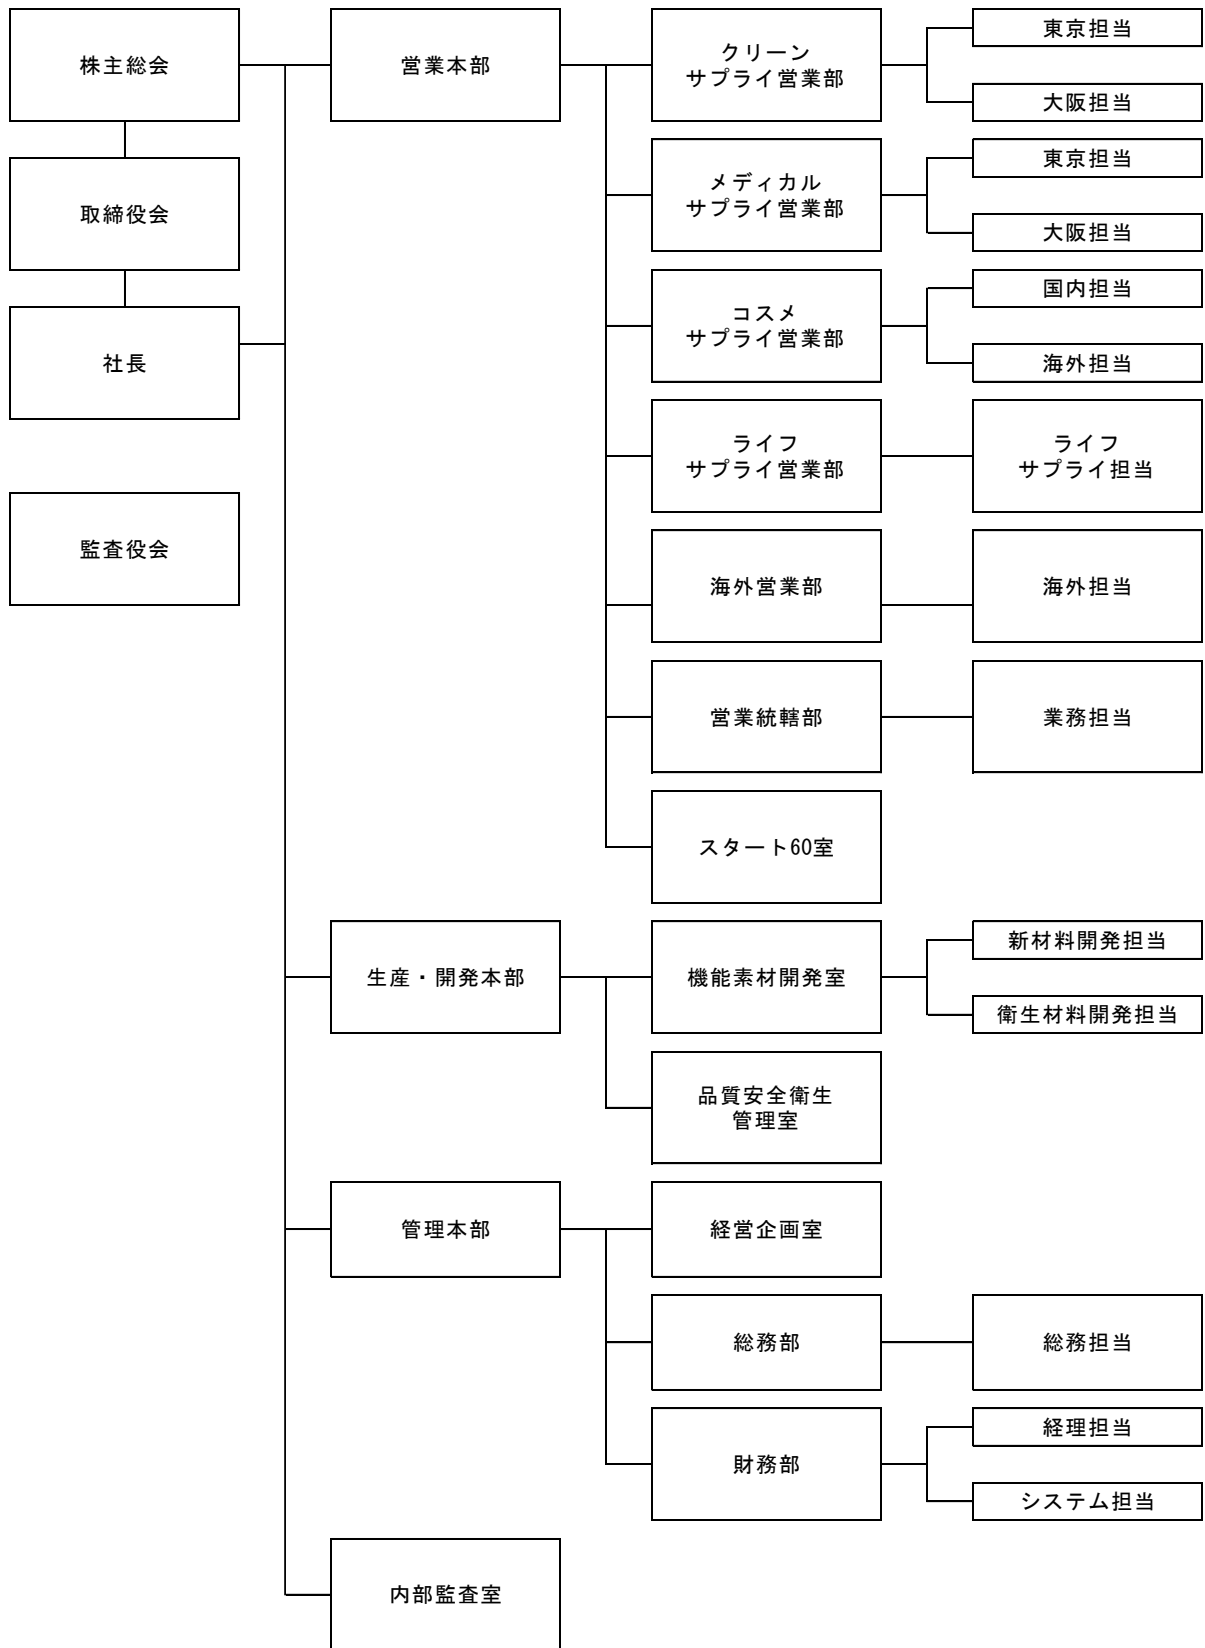 株主総会
取締役会
社長
監査役会
営業本部
クリーン
サプライ営業部
東京担当
大阪担当
メディカル
サプライ営業部
東京担当
大阪担当
コスメ
サプライ営業部
国内担当
海外担当
ライフ
サプライ営業部
ライフ
サプライ担当
海外営業部
海外担当
営業統轄部
業務担当
スタート60室
生産・開発本部
機能素材開発室
新材料開発担当
衛生材料開発担当
品質安全衛生
管理室
管理本部
経営企画室
総務部
総務担当
財務部
経理担当
システム担当
内部監査室